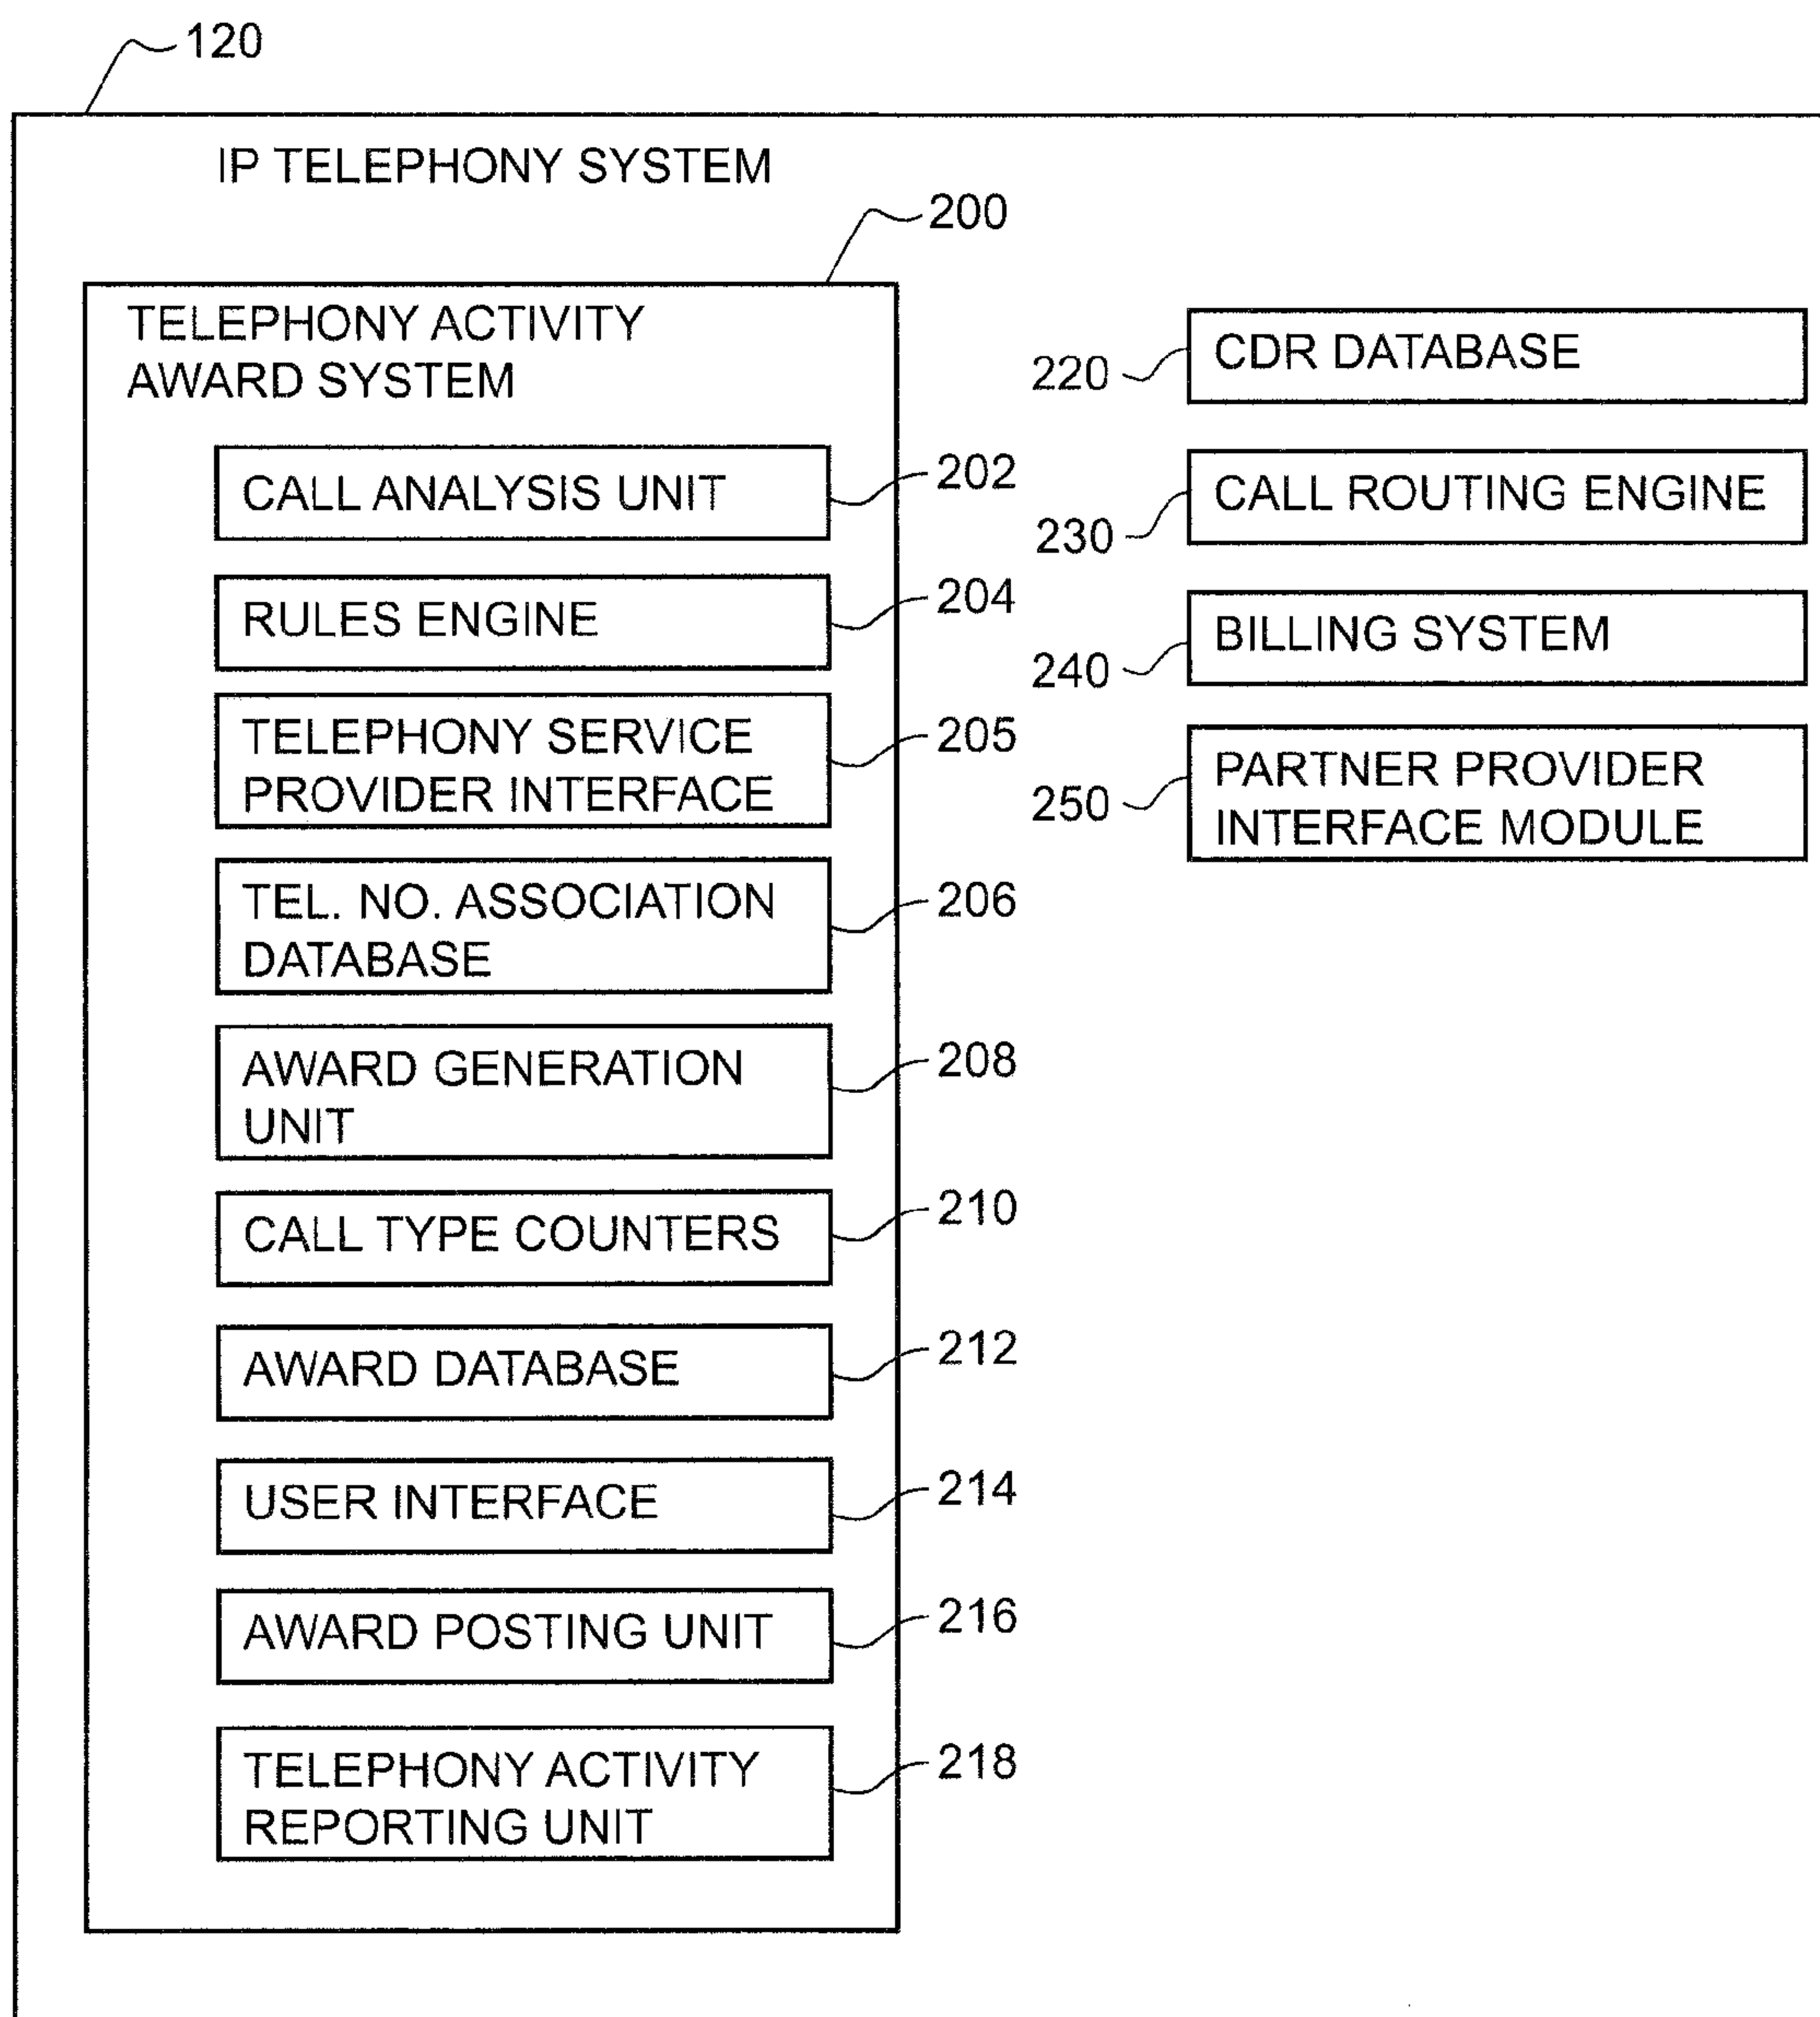 120
IP TELEPHONY SYSTEM
200
TELEPHONY ACTIVITY
AWARD SYSTEM
CALL ANALYSIS UNIT
202
RULES ENGINE
204
TELEPHONY SERVICE
PROVIDER INTERFACE
205
TEL. NO. ASSOCIATION
DATABASE
206
AWARD GENERATION
UNIT
208
CALL TYPE COUNTERS
210
AWARD DATABASE
212
USER INTERFACE
214
AWARD POSTING UNIT
216
TELEPHONY ACTIVITY
REPORTING UNIT
218
220
CDR DATABASE
230
CALL ROUTING ENGINE
240
BILLING SYSTEM
250
PARTNER PROVIDER
INTERFACE MODULE